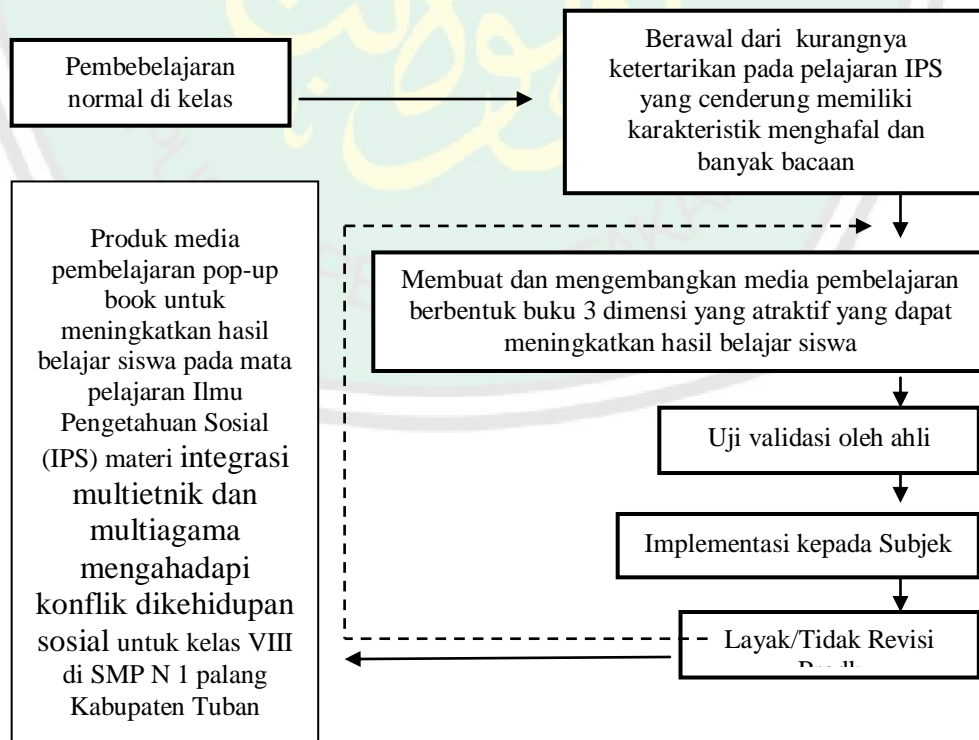 Pembebelajaran
normal di kelas
Berawal dari kurangnya
ketertarikan pada pelajaran IPS
yang cenderung memiliki
karakteristik menghafal dan
banyak bacaan
Membuat dan mengembangkan media pembelajaran
berbentuk buku 3 dimensi yang atraktif yang dapat
meningkatkan hasil belajar siswa
Uji validasi oleh ahli
Implementasi kepada Subjek
Layak/Tidak Revisi
Produk media
pembelajaran pop-up
book untuk
meningkatkan hasil
belajar siswa pada mata
pelajaran Ilmu
Pengetahuan Sosial
(IPS) materi integrasi
multietnik dan
multiagama
mengahadapi
konflik dikehidupan
sosial untuk kelas VIII
di SMP N 1 palang
Kabupaten Tuban